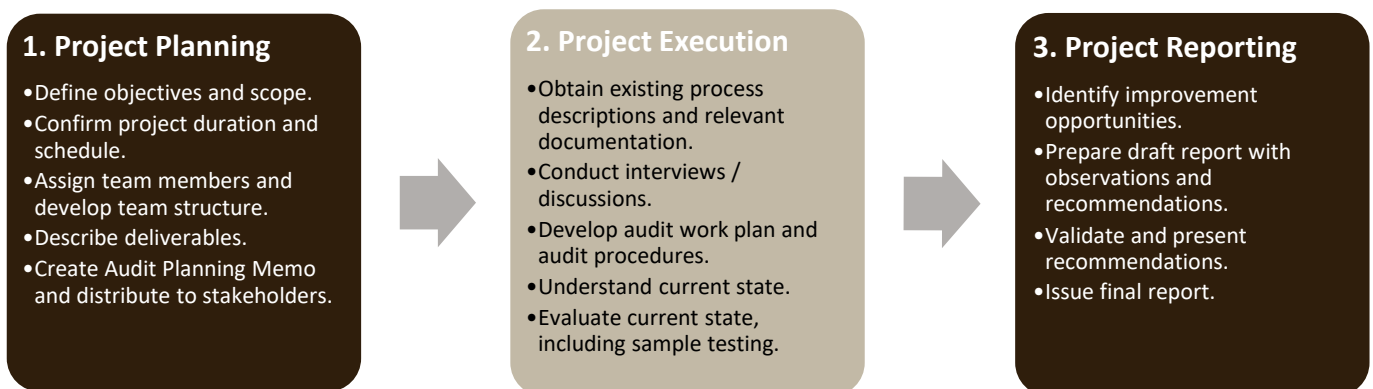 1. Project Planning
•Define objectives and scope.
•Confirm project duration and
schedule.
•Assign team members and
develop team structure.
•Describe deliverables.
•Create Audit Planning Memo
and distribute to stakeholders.
2. Project Execution
•Obtain existing process
descriptions and relevant
documentation.
•Conduct interviews /
discussions.
•Develop audit work plan and
audit procedures.
•Understand current state.
•Evaluate current state,
including sample testing.
3. Project Reporting
•Identify improvement
opportunities.
•Prepare draft report with
observations and
recommendations.
•Validate and present
recommendations.
•Issue final report.